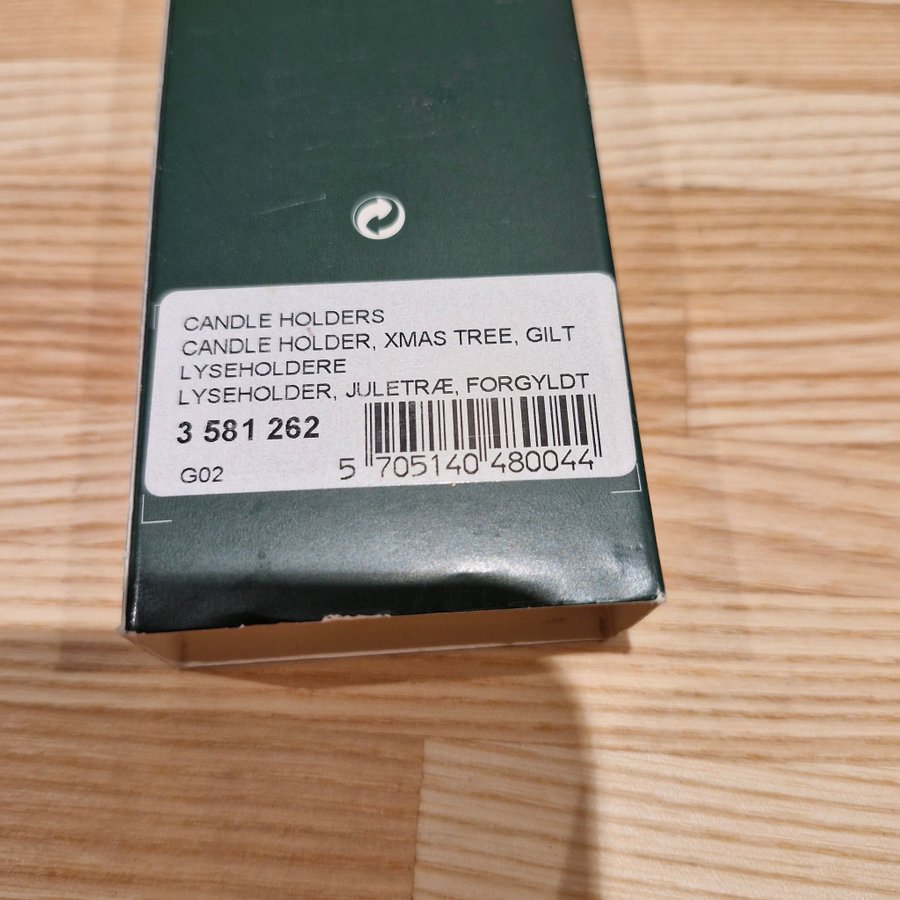 CANDLE HOLDERS
CANDLE HOLDER, XMAS TREE, GILT
LYSEHOLDERE
LYSEHOLDER, JULETRÆ, FORGYLDT
3 581 262
G02
5 705140 480044